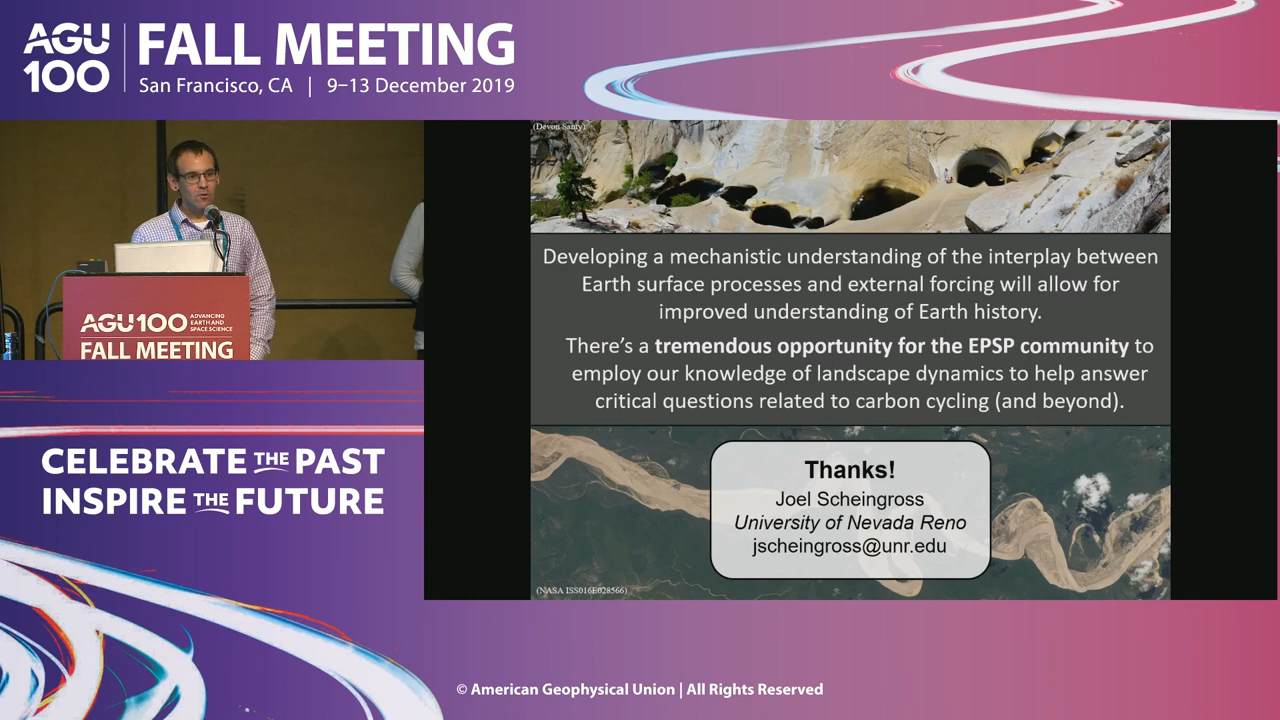 AGU
100
FALL MEETING
San Francisco, CA | 9–13 December 2019
(Devon Santy)
Developing a mechanistic understanding of the interplay between
Earth surface processes and external forcing will allow for
improved understanding of Earth history.
There's a tremendous opportunity for the EPSP community to
employ our knowledge of landscape dynamics to help answer
critical questions related to carbon cycling (and beyond).
Thanks!
Joel Scheingross
University of Nevada Reno
jscheingross@unr.edu
(NASA ISS016E028566)
AGU100 ADVANCING
EARTH AND
SPACE SCIENCE
FALL MEETING
CELEBRATE THE PAST
INSPIRE THE FUTURE
© American Geophysical Union | All Rights Reserved